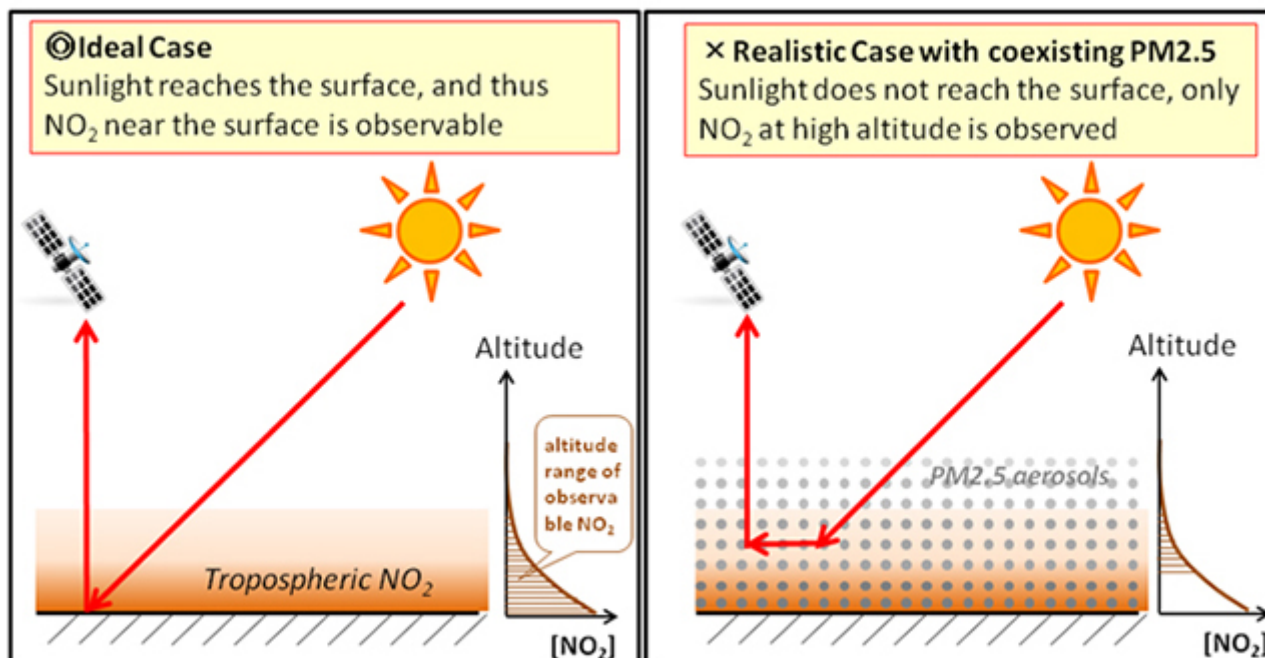 ◎Ideal Case
Sunlight reaches the surface, and thus
NO₂ near the surface is observable
Altitude
altitude
range of
observa
ble NO₂
Tropospheric NO₂
[NO₂]
× Realistic Case with coexisting PM2.5
Sunlight does not reach the surface, only
NO₂ at high altitude is observed
Altitude
PM2.5 aerosols
[NO₂]